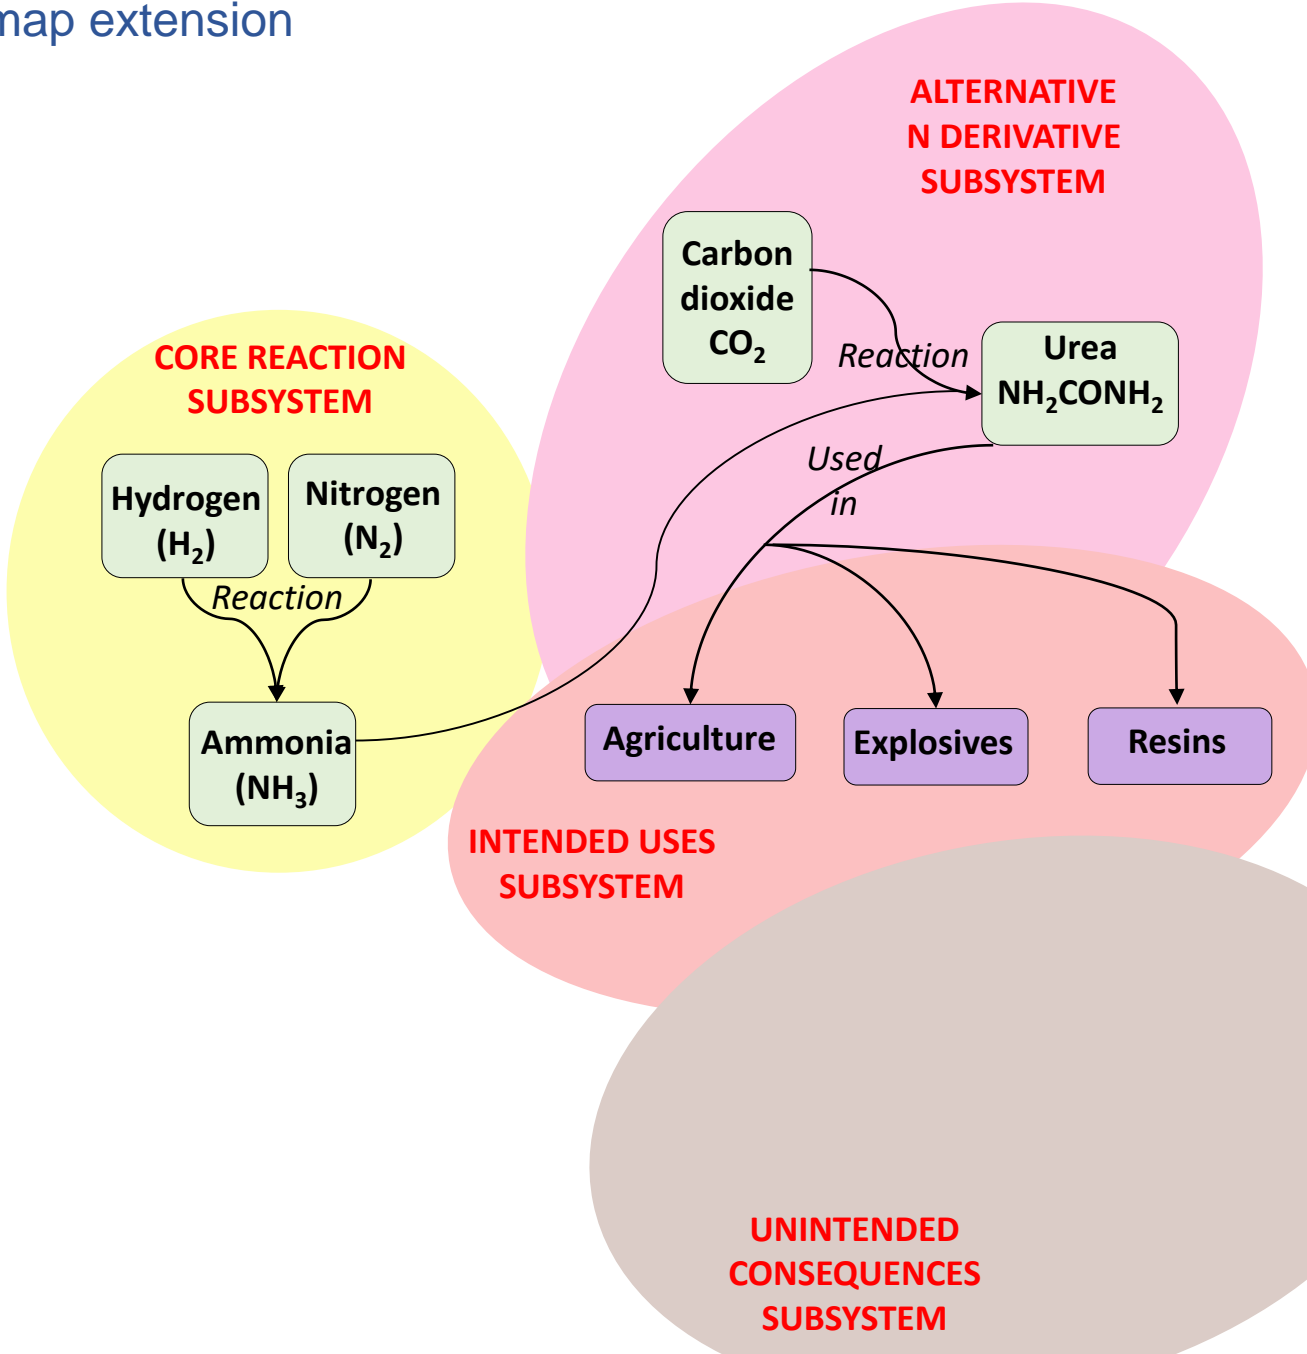 map extension
ALTERNATIVE
N DERIVATIVE
SUBSYSTEM
Carbon
dioxide
CO₂
Reaction
Urea
NH₂CONH₂
Used
in
CORE REACTION
SUBSYSTEM
Hydrogen
(H₂)
Nitrogen
(N₂)
Reaction
Ammonia
(NH₃)
Agriculture
Explosives
Resins
INTENDED USES
SUBSYSTEM
UNINTENDED
CONSEQUENCES
SUBSYSTEM